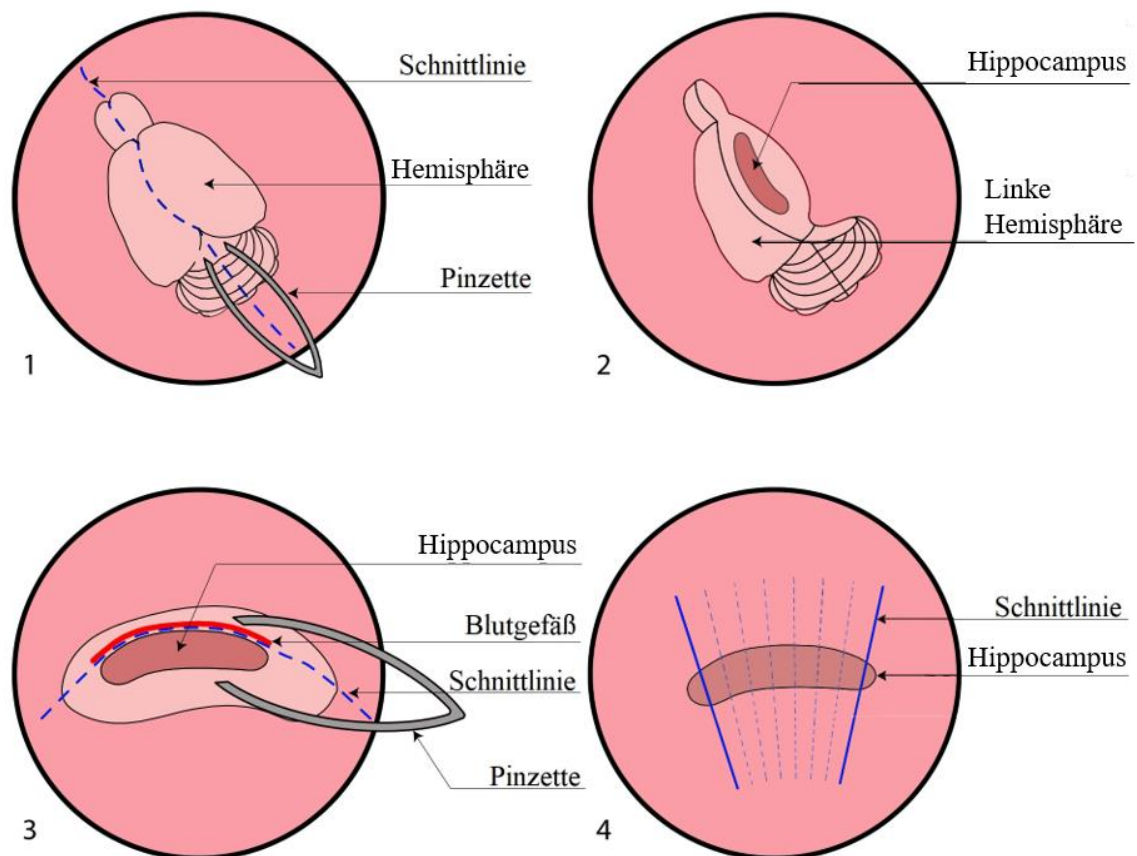 Schnittlinie
Hemisphäre
Pinzette
1
Hippocampus
Linke
Hemisphäre
2
Hippocampus
Blutgefäß
Schnittlinie
Pinzette
3
Schnittlinie
Hippocampus
4